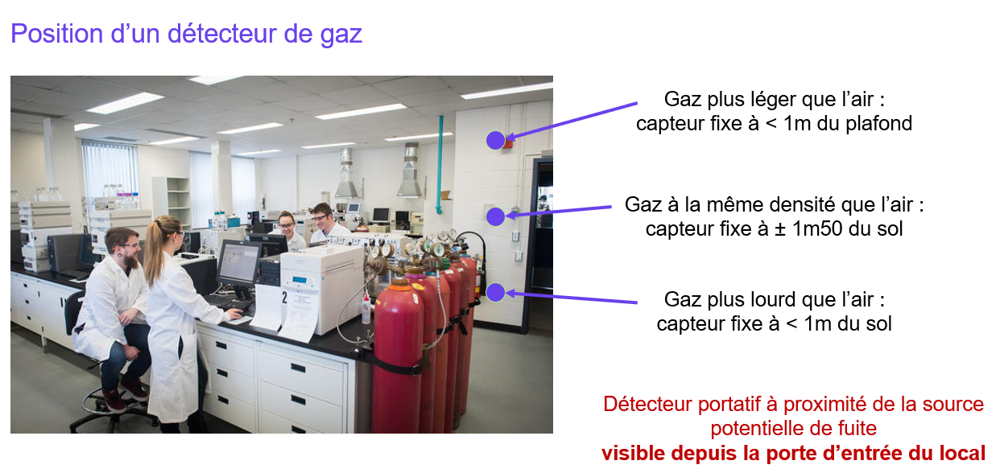 Position d’un détecteur de gaz
Gaz plus léger que l’air :
capteur fixe à < 1m du plafond
Gaz à la même densité que l’air :
capteur fixe à ± 1m50 du sol
Gaz plus lourd que l’air :
capteur fixe à < 1m du sol
Détecteur portatif à proximité de la source
potentielle de fuite
visible depuis la porte d’entrée du local
2